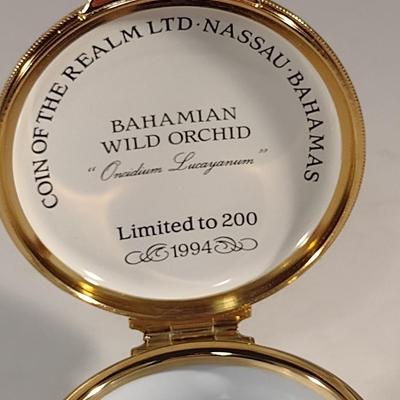 COIN OF THE REALM LTD·NASSAU·BAHAMAS
BAHAMIAN
WILD ORCHID
"Oncidium Lucayanum"
Limited to 200
1994